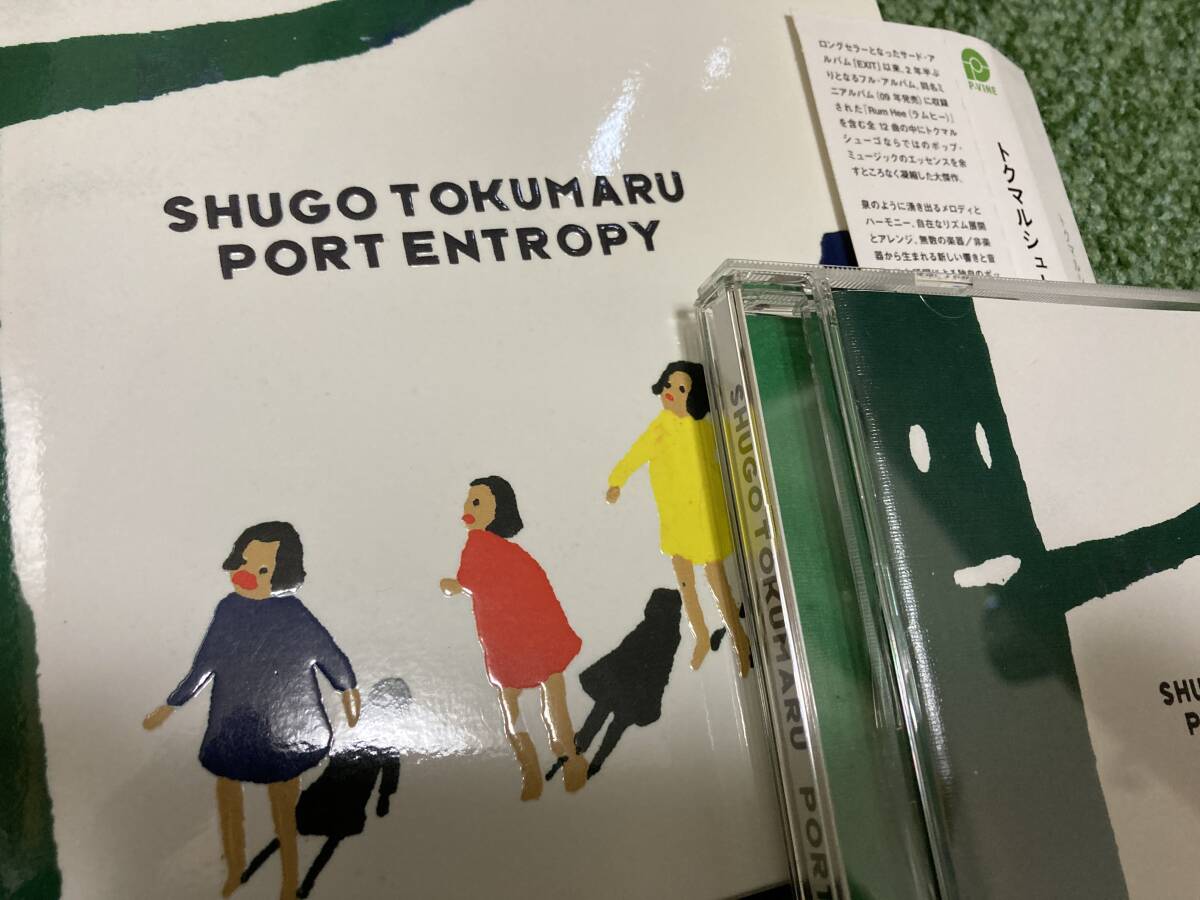 SHUGO TOKUMARU
PORT ENTROPY
ロングセラーとなったサード・ア
ルバム『EXIT』以来、2年半ぶ
りとなるフル・アルバム。同名ミ
ニアルバム(09年発売)に収録
された「Rum Hee(ラムヒー)」
を含む全12曲の中にトクマル
シューゴならではのポップ・
ミュージックのエッセンスを余
すところなく凝縮した大傑作。
泉のように湧き出るメロディと
ハーモニー、自在なリズム展開
とアレンジ、無数の楽器/非楽
器から生まれる新しい響きと音
P-VINE
トクマルシュ
SHUGO TOKUMARU PORT
SHU
P